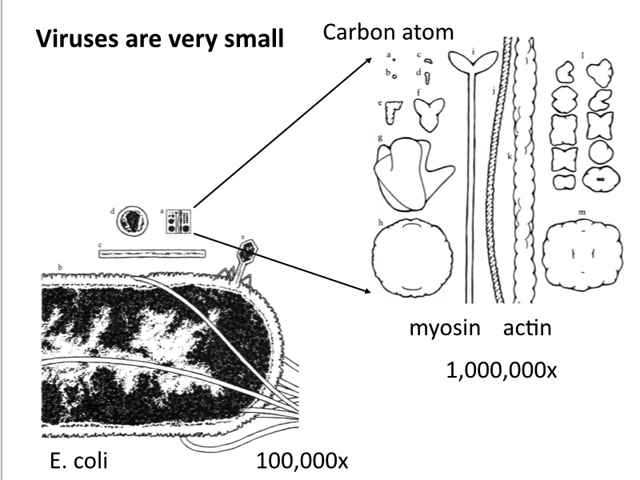 Viruses are very small
Carbon atom
a
c
i
l
b
d
e
f
j
g
k
h
m
d
a
c
e
b
myosin actin
1,000,000x
E. coli
100,000x